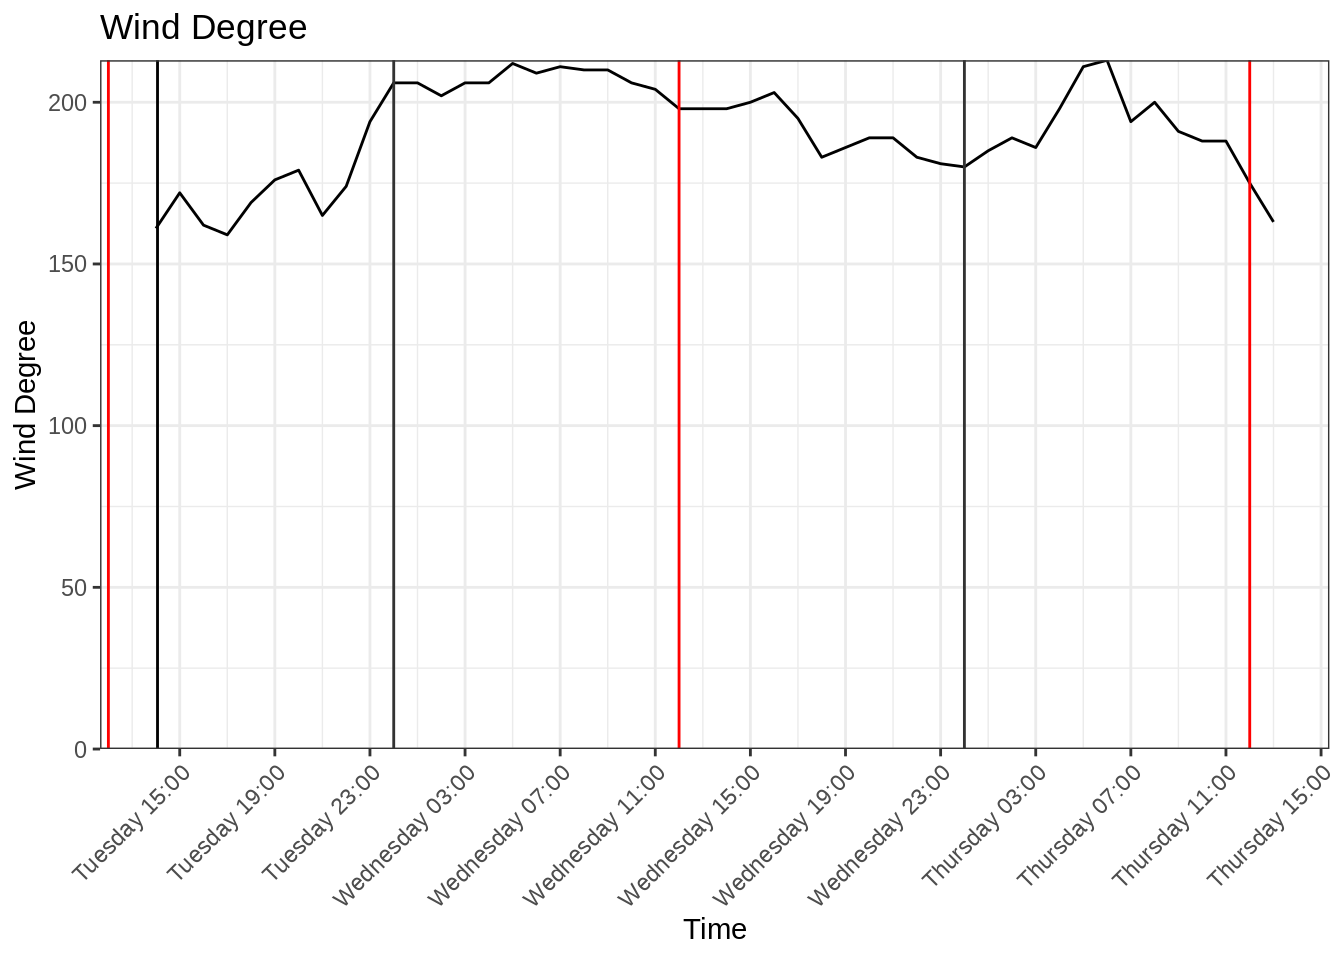 Wind Degree
Wind Degree
200
150
100
50
0
Tuesday 15:00
Tuesday 19:00
Tuesday 23:00
Wednesday 03:00
Wednesday 07:00
Wednesday 11:00
Wednesday 15:00
Wednesday 19:00
Wednesday 23:00
Thursday 03:00
Thursday 07:00
Thursday 11:00
Thursday 15:00
Time